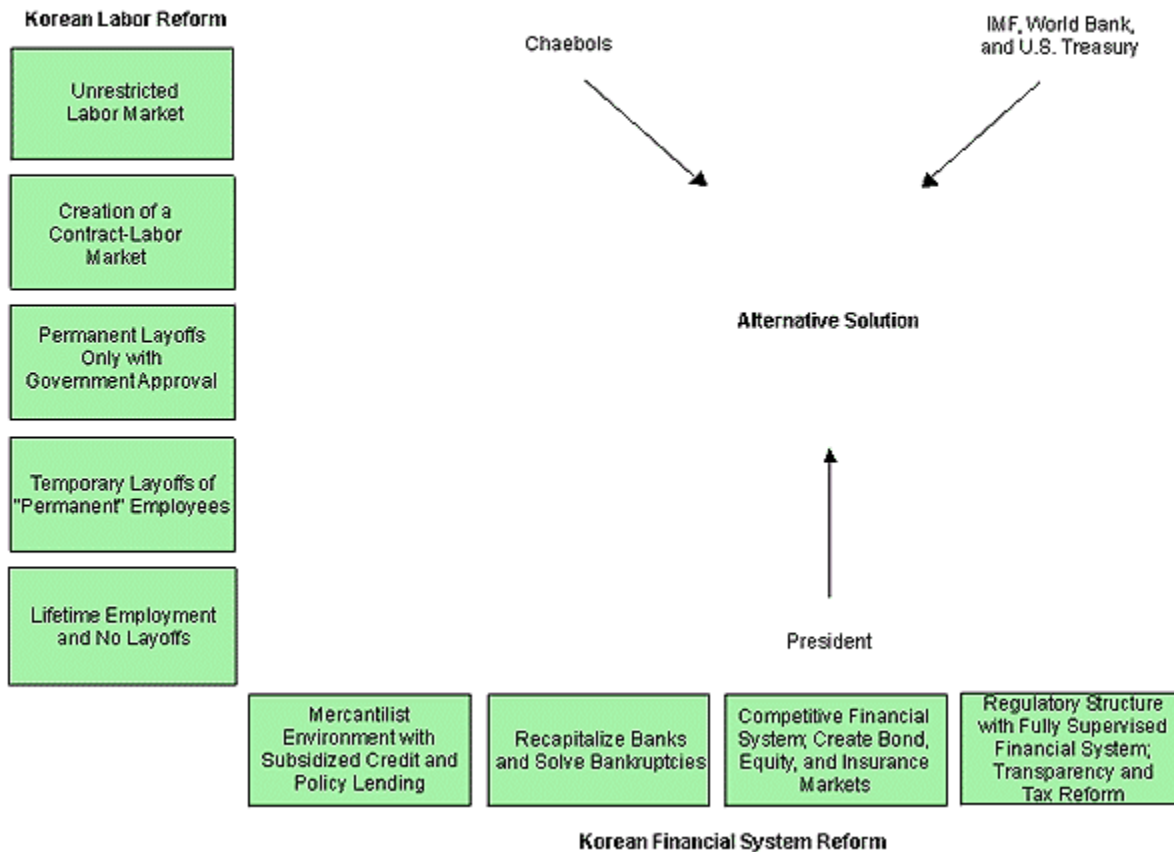 Korean Labor Reform
Unrestricted
Labor Market
Creation of a
Contract-Labor
Market
Permanent Layoffs
Only with
Government Approval
Temporary Layoffs of
"Permanent" Employees
Lifetime Employment
and No Layoffs
Chaebols
IMF, World Bank,
and U.S. Treasury
Alternative Solution
President
Mercantilist
Environment with
Subsidized Credit and
Policy Lending
Recapitalize Banks
and Solve Bankruptcies
Competitive Financial
System; Create Bond,
Equity, and Insurance
Markets
Regulatory Structure
with Fully Supervised
Financial System;
Transparency and
Tax Reform
Korean Financial System Reform